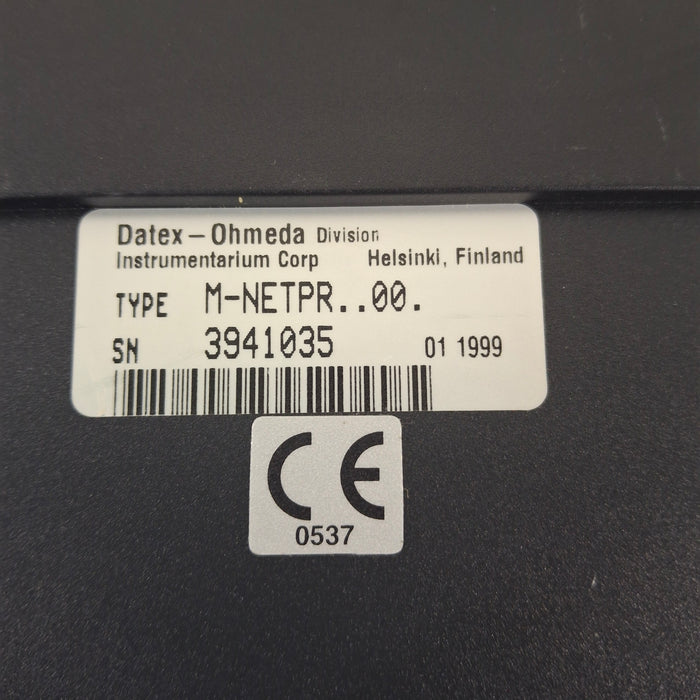 Datex-Ohmeda Division
Instrumentarium Corp Helsinki, Finland
TYPE M-NETPR..00.
SN 3941035 01 1999
CE
0537